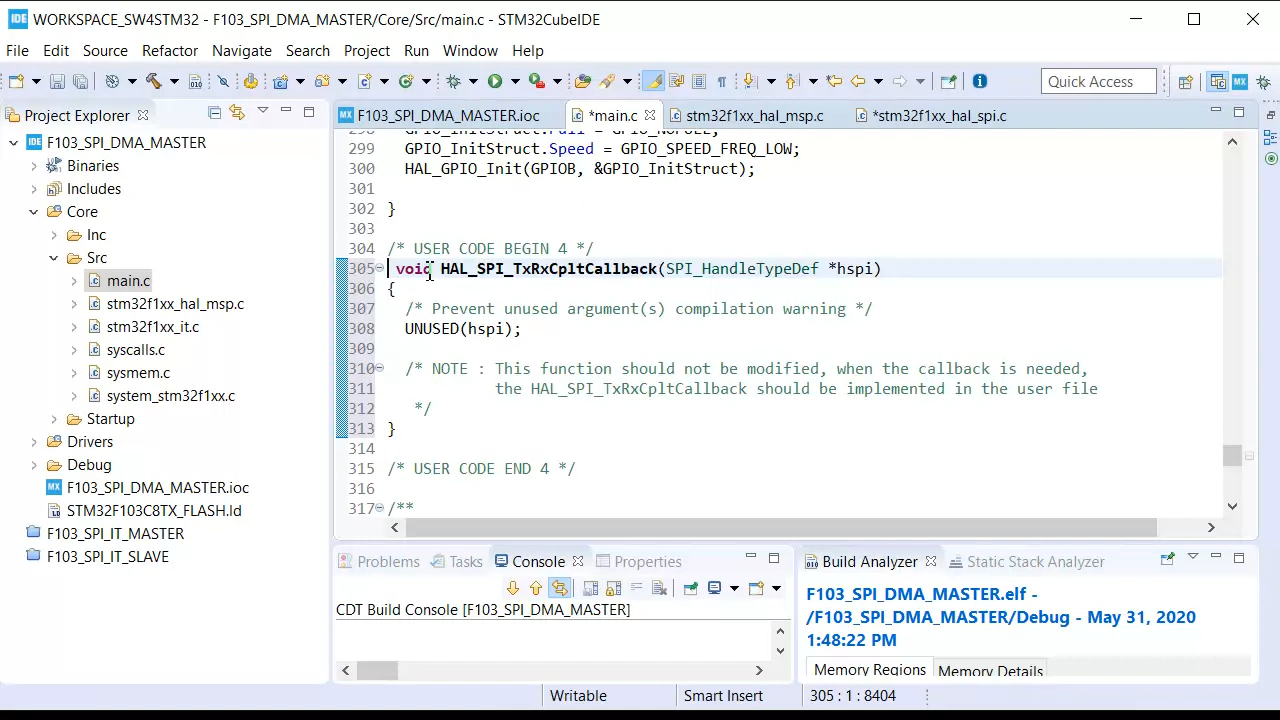 IDE WORKSPACE_SW4STM32 - F103_SPI_DMA_MASTER/Core/Src/main.c - STM32CubeIDE
File Edit Source Refactor Navigate Search Project Run Window Help
Quick Access
Project Explorer
F103_SPI_DMA_MASTER.ioc *main.c stm32f1xx_hal_msp.c *stm32f1xx_hal_spi.c
F103_SPI_DMA_MASTER
Binaries
Includes
Core
Inc
Src
main.c
stm32f1xx_hal_msp.c
stm32f1xx_it.c
syscalls.c
sysmem.c
system_stm32f1xx.c
Startup
Drivers
Debug
F103_SPI_DMA_MASTER.ioc
STM32F103C8TX_FLASH.ld
F103_SPI_IT_MASTER
F103_SPI_IT_SLAVE
298 GPIO_InitStruct.Pull = GPIO_NOPULL;
299 GPIO_InitStruct.Speed = GPIO_SPEED_FREQ_LOW;
300 HAL_GPIO_Init(GPIOB, &GPIO_InitStruct);
301
302 }
303
304 /* USER CODE BEGIN 4 */
305 void HAL_SPI_TxRxCpltCallback(SPI_HandleTypeDef *hspi)
306 {
307 /* Prevent unused argument(s) compilation warning */
308 UNUSED(hspi);
309
310 /* NOTE : This function should not be modified, when the callback is needed,
311 the HAL_SPI_TxRxCpltCallback should be implemented in the user file
312 */
313 }
314
315 /* USER CODE END 4 */
316
317 /**
Problems Tasks Console Properties
CDT Build Console [F103_SPI_DMA_MASTER]
Build Analyzer Static Stack Analyzer
F103_SPI_DMA_MASTER.elf -
/F103_SPI_DMA_MASTER/Debug - May 31, 2020
1:48:22 PM
Memory Regions Memory Details
Writable Smart Insert 305 : 1 : 8404